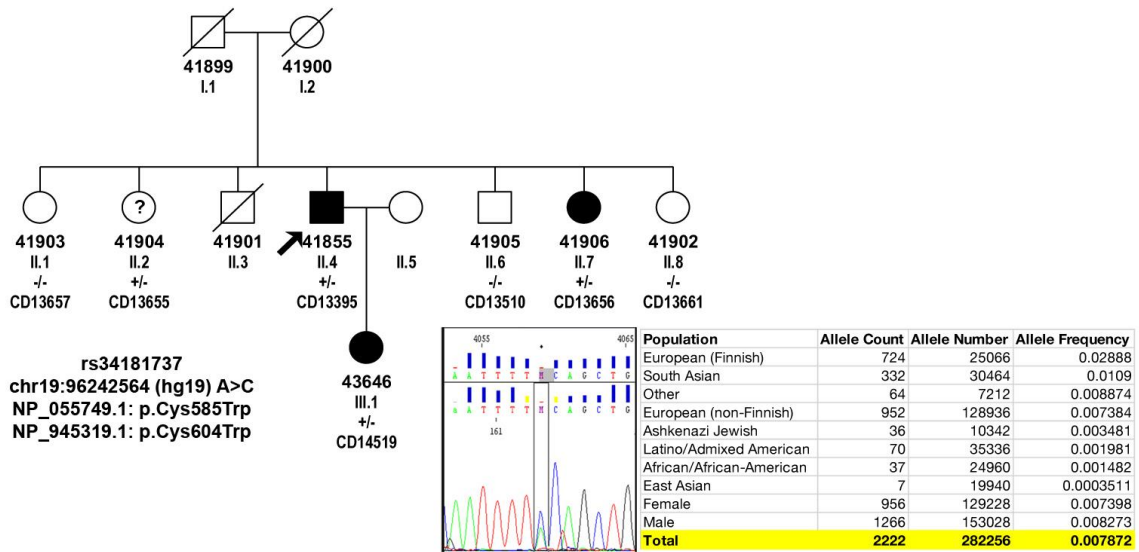 41899
I.1
41900
I.2
?
41903
II.1
-/-
CD13657
41904
II.2
+/-
CD13655
41901
II.3
41855
II.4
+/-
CD13395
II.5
41905
II.6
-/-
CD13510
41906
II.7
+/-
CD13656
41902
II.8
-/-
CD13661
43646
III.1
+/-
CD14519
rs34181737
chr19:96242564 (hg19) A>C
NP_055749.1: p.Cys585Trp
NP_945319.1: p.Cys604Trp
4055 4065
A A T T T T M C A G C T G
A A T T T T M C A G C T G
161
Population Allele Count Allele Number Allele Frequency
European (Finnish) 724 25066 0.02888
South Asian 332 30464 0.0109
Other 64 7212 0.008874
European (non-Finnish) 952 128936 0.007384
Ashkenazi Jewish 36 10342 0.003481
Latino/Admixed American 70 35336 0.001981
African/African-American 37 24960 0.001482
East Asian 7 19940 0.0003511
Female 956 129228 0.007398
Male 1266 153028 0.008273
Total 2222 282256 0.007872